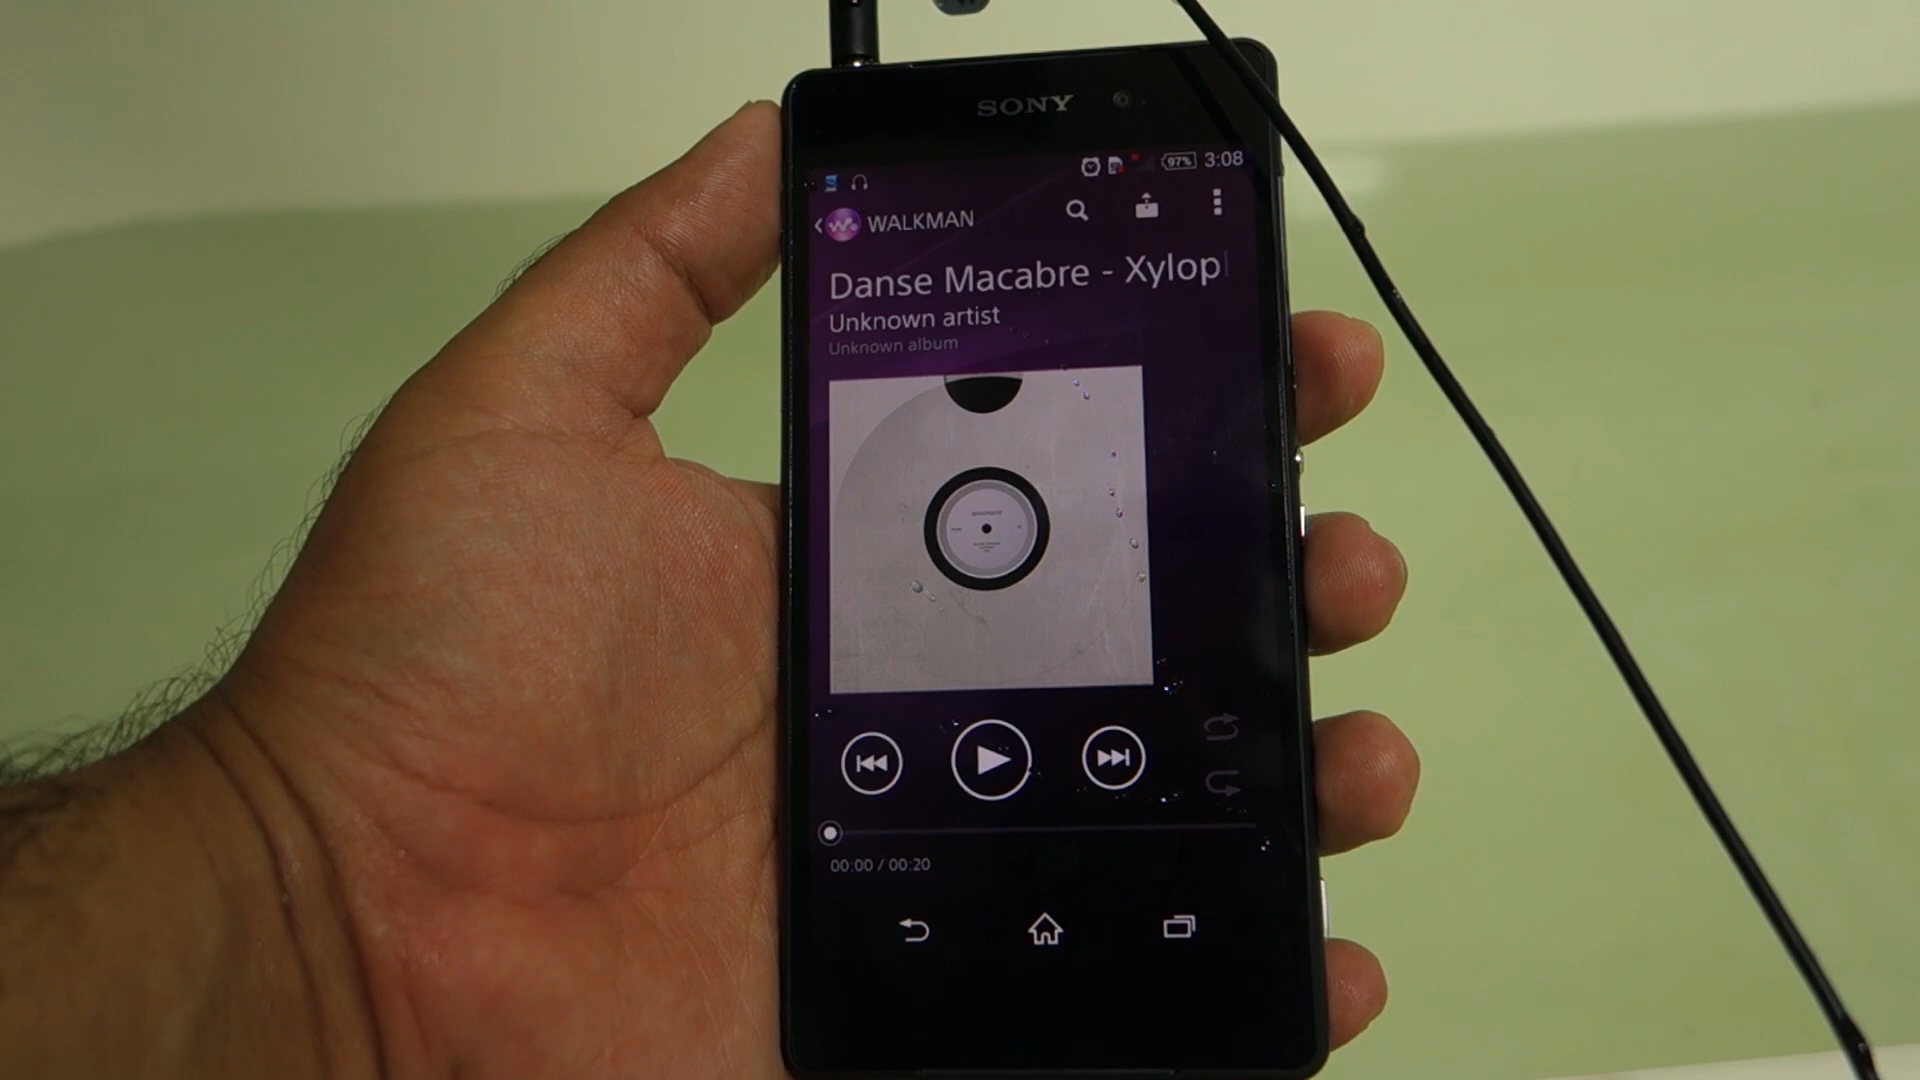 SONY
97% 3:08
WALKMAN
Danse Macabre - Xylop
Unknown artist
Unknown album
00:00 / 00:20